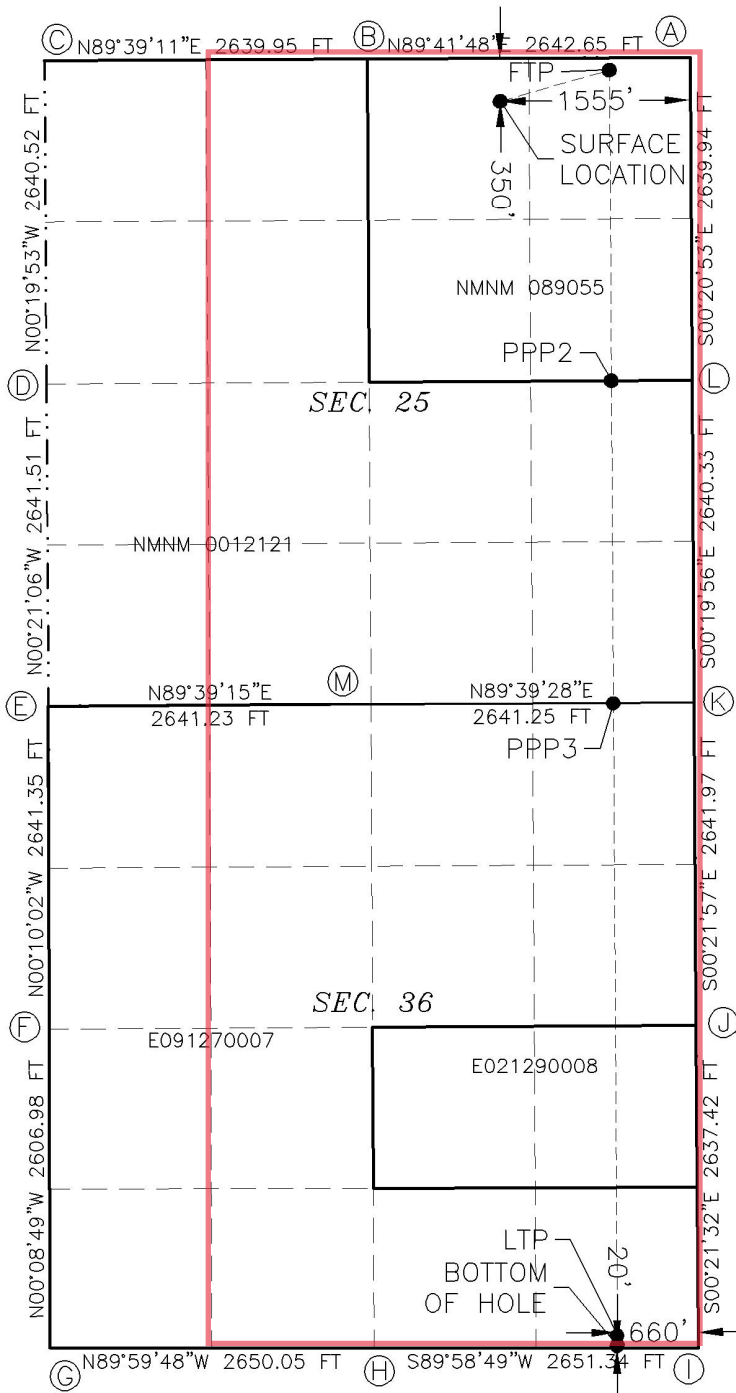 C N89°39'11"E 2639.95 FT B N89°41'48"E 2642.65 FT A
FTP
1555'
SURFACE
LOCATION
350'
N00°19'53"W 2640.52 FT
S00°20'53"E 2639.94 FT
NMNM 089055
PPP2
D
L
SEC. 25
N00°21'06"W 2641.51 FT
S00°19'56"E 2640.33 FT
NMNM 0012121
E
N89°39'15"E
2641.23 FT
M
N89°39'28"E
2641.25 FT
K
PPP3
N00°10'02"W 2641.35 FT
S00°21'57"E 2641.97 FT
SEC. 36
F
J
E091270007
E021290008
N00°08'49"W 2606.98 FT
S00°21'32"E 2637.42 FT
LTP
BOTTOM
OF HOLE
20'
660'
G N89°59'48"W 2650.05 FT H S89°58'49"W 2651.34 FT I